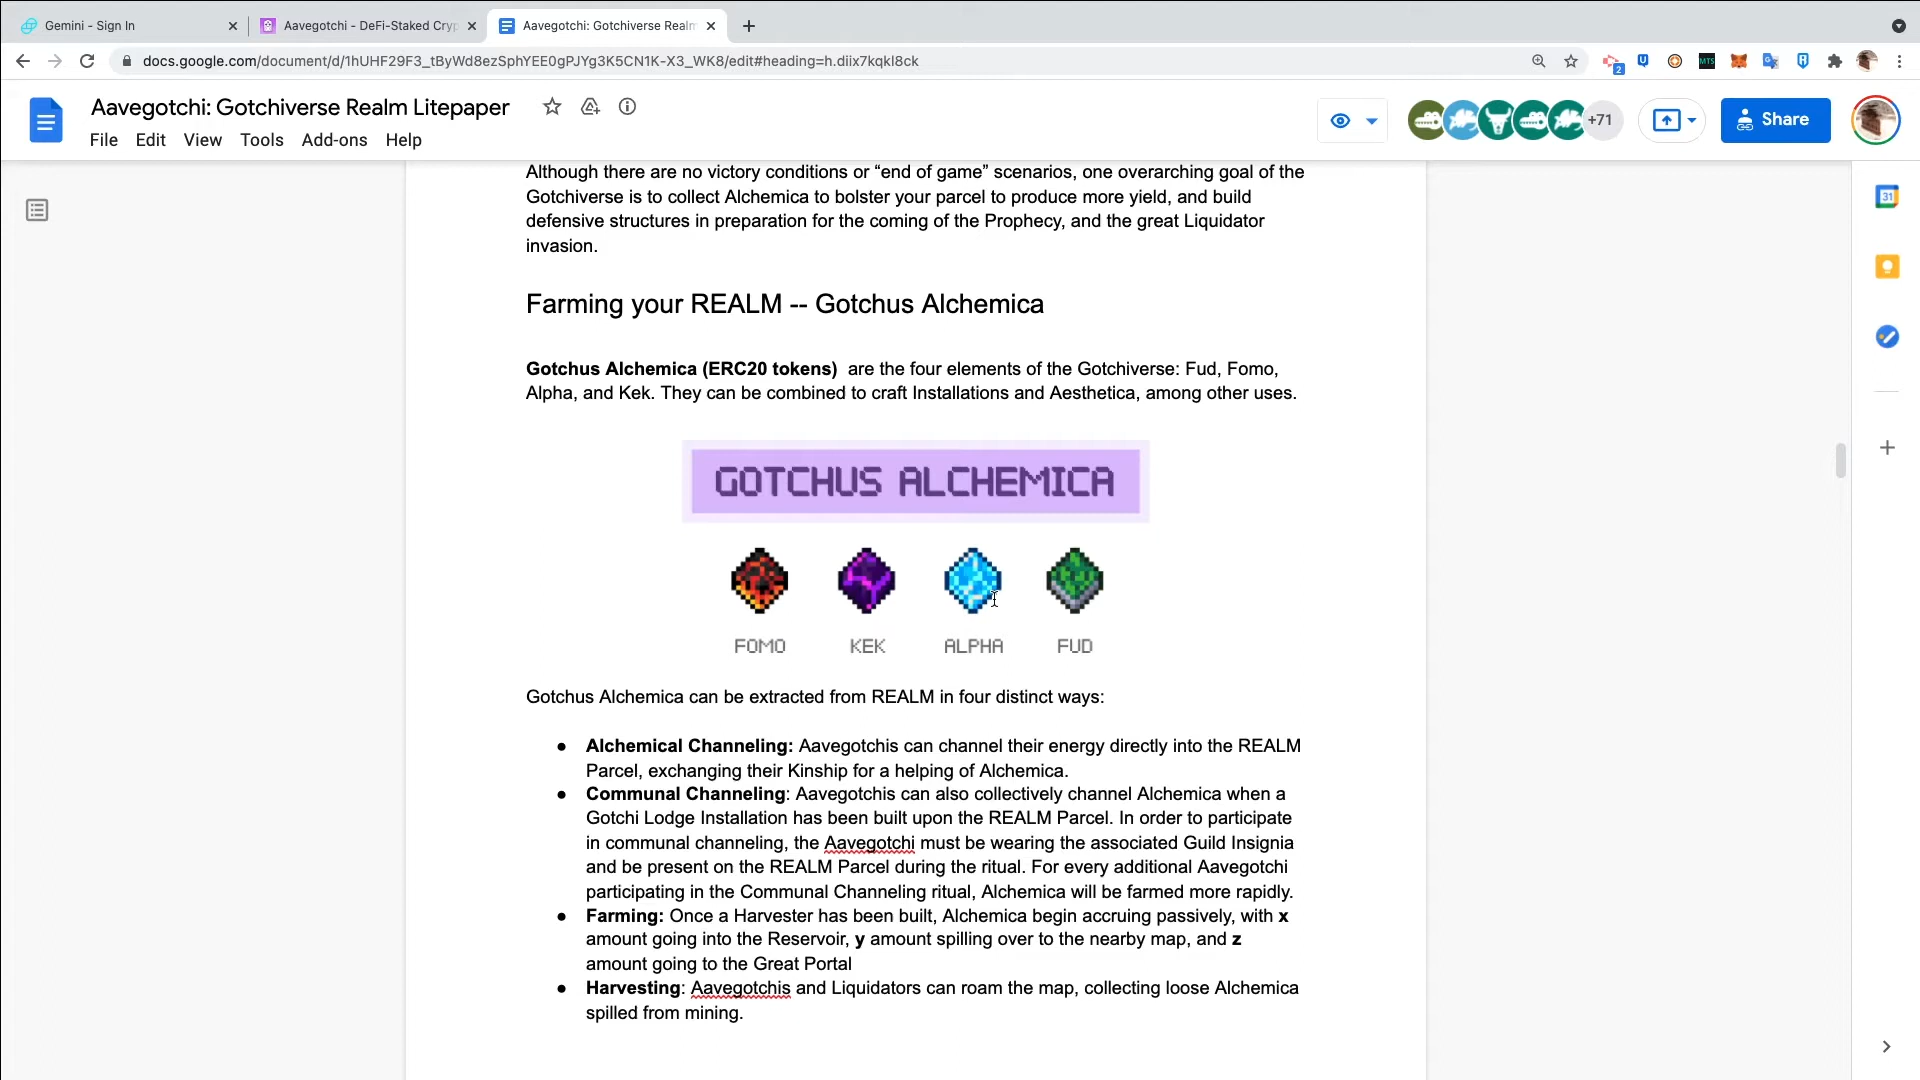 Gemini - Sign In
Aavegotchi - DeFi-Staked Cryp
Aavegotchi: Gotchiverse Realm
docs.google.com/document/d/1hUHF29F3_tByWd8ezSphYEE0gPJYg3K5CN1K-X3_WK8/edit#heading=h.diix7kqkl8ck
2
MTS
Aavegotchi: Gotchiverse Realm Litepaper
File Edit View Tools Add-ons Help
+71
Share
31
Although there are no victory conditions or “end of game” scenarios, one overarching goal of the
Gotchiverse is to collect Alchemica to bolster your parcel to produce more yield, and build
defensive structures in preparation for the coming of the Prophecy, and the great Liquidator
invasion.
Farming your REALM -- Gotchus Alchemica
Gotchus Alchemica (ERC20 tokens)  are the four elements of the Gotchiverse: Fud, Fomo,
Alpha, and Kek. They can be combined to craft Installations and Aesthetica, among other uses.
GOTCHUS ALCHEMICA
FOMO KEK ALPHA FUD
Gotchus Alchemica can be extracted from REALM in four distinct ways:
● Alchemical Channeling: Aavegotchis can channel their energy directly into the REALM
Parcel, exchanging their Kinship for a helping of Alchemica.
● Communal Channeling: Aavegotchis can also collectively channel Alchemica when a
Gotchi Lodge Installation has been built upon the REALM Parcel. In order to participate
in communal channeling, the Aavegotchi must be wearing the associated Guild Insignia
and be present on the REALM Parcel during the ritual. For every additional Aavegotchi
participating in the Communal Channeling ritual, Alchemica will be farmed more rapidly.
● Farming: Once a Harvester has been built, Alchemica begin accruing passively, with x
amount going into the Reservoir, y amount spilling over to the nearby map, and z
amount going to the Great Portal
● Harvesting: Aavegotchis and Liquidators can roam the map, collecting loose Alchemica
spilled from mining.